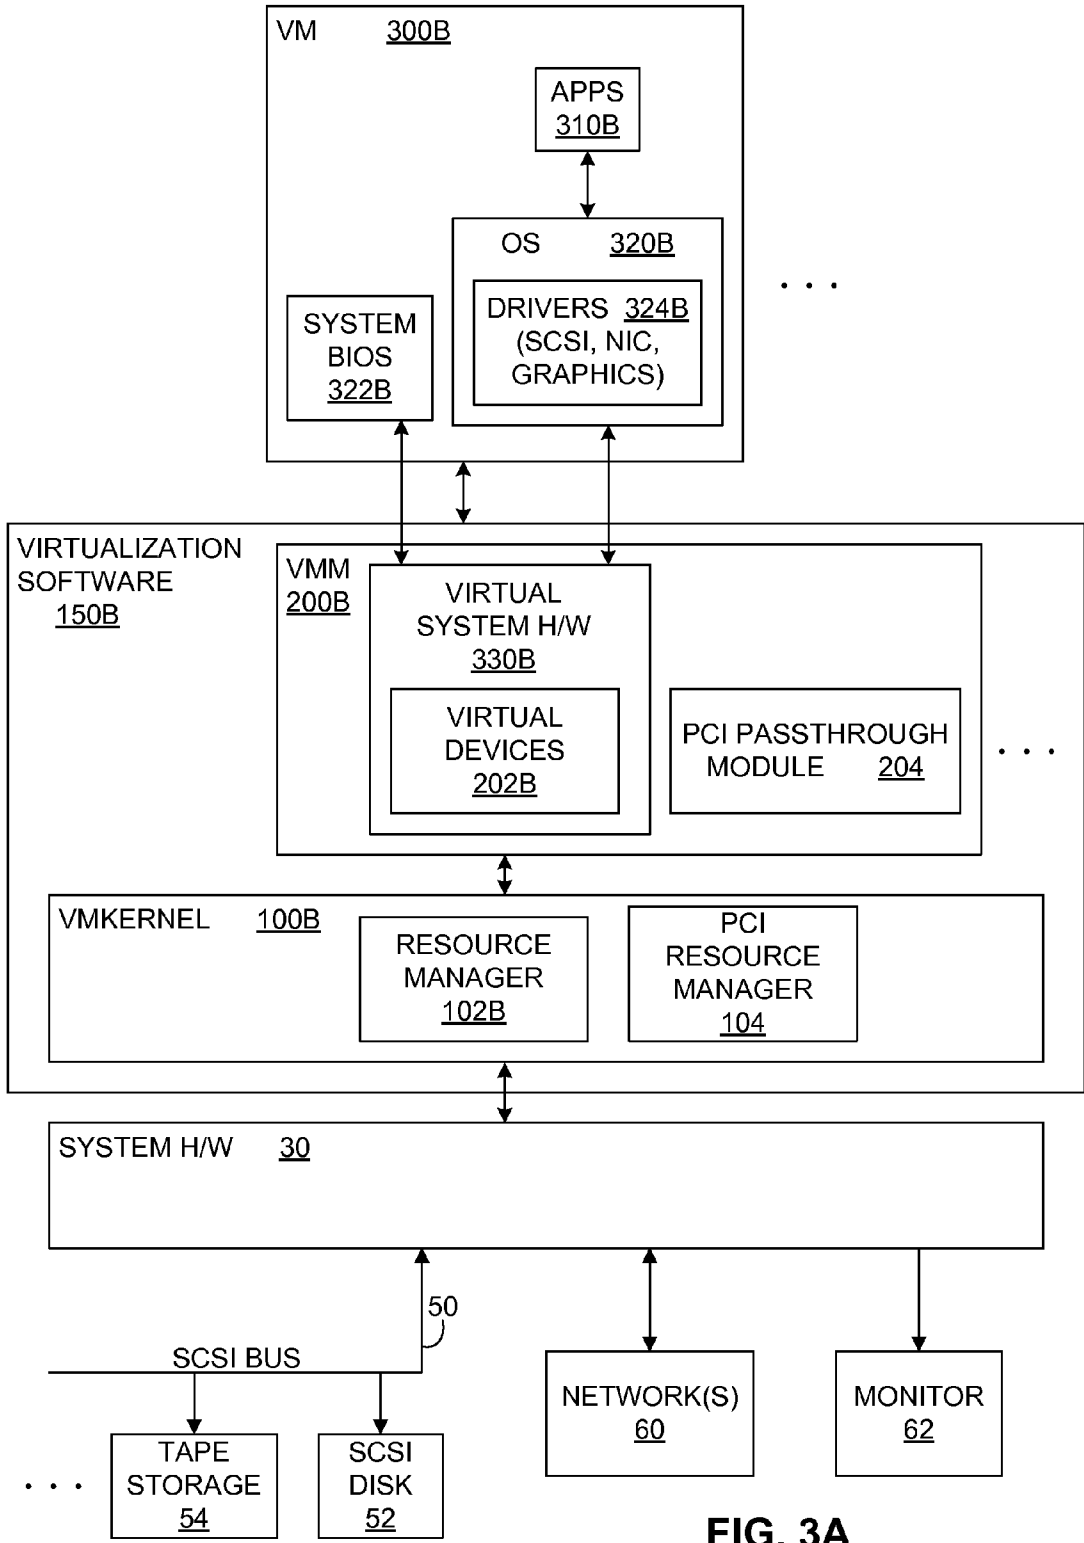 VM 300B
APPS
310B
OS 320B
DRIVERS 324B
(SCSI, NIC,
GRAPHICS)
SYSTEM
BIOS
322B
. . .
VIRTUALIZATION
SOFTWARE
150B
VMM
200B
VIRTUAL
SYSTEM H/W
330B
VIRTUAL
DEVICES
202B
PCI PASSTHROUGH
MODULE 204
. . .
VMKERNEL 100B
RESOURCE
MANAGER
102B
PCI
RESOURCE
MANAGER
104
SYSTEM H/W 30
50
SCSI BUS
NETWORK(S)
60
MONITOR
62
. . .
TAPE
STORAGE
54
SCSI
DISK
52
FIG. 3A